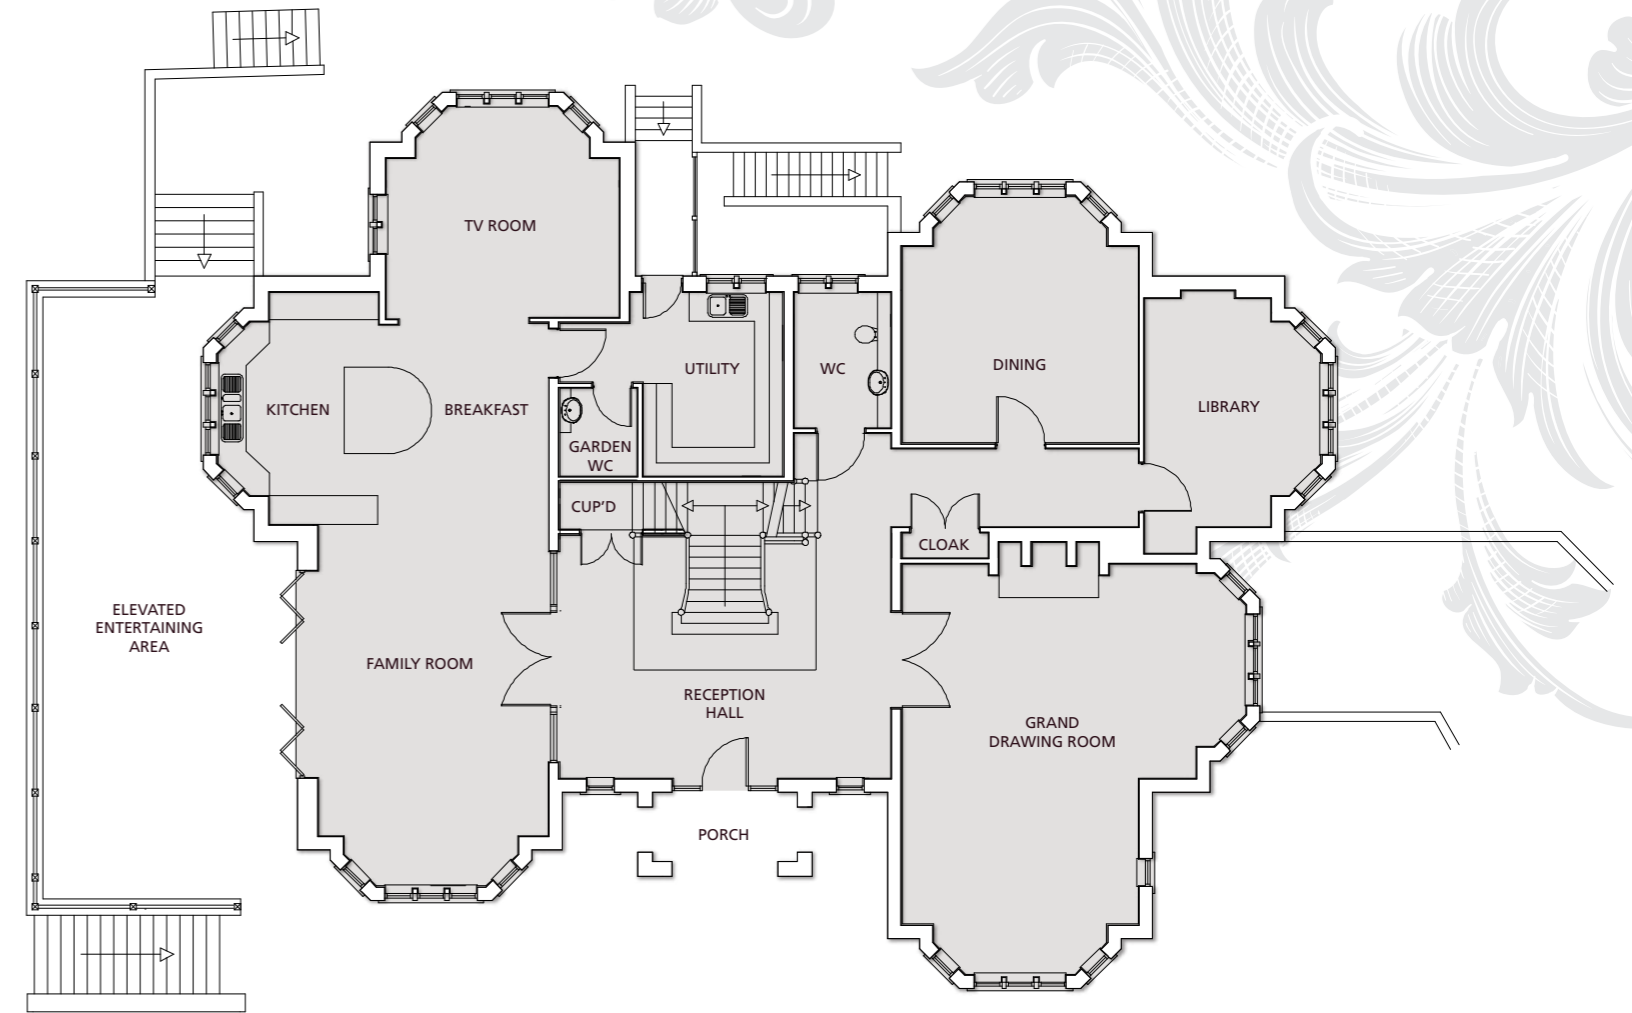 TV ROOM
KITCHEN
BREAKFAST
UTILITY
GARDEN
WC
WC
DINING
LIBRARY
CUP'D
CLOAK
ELEVATED
ENTERTAINING
AREA
FAMILY ROOM
RECEPTION
HALL
GRAND
DRAWING ROOM
PORCH